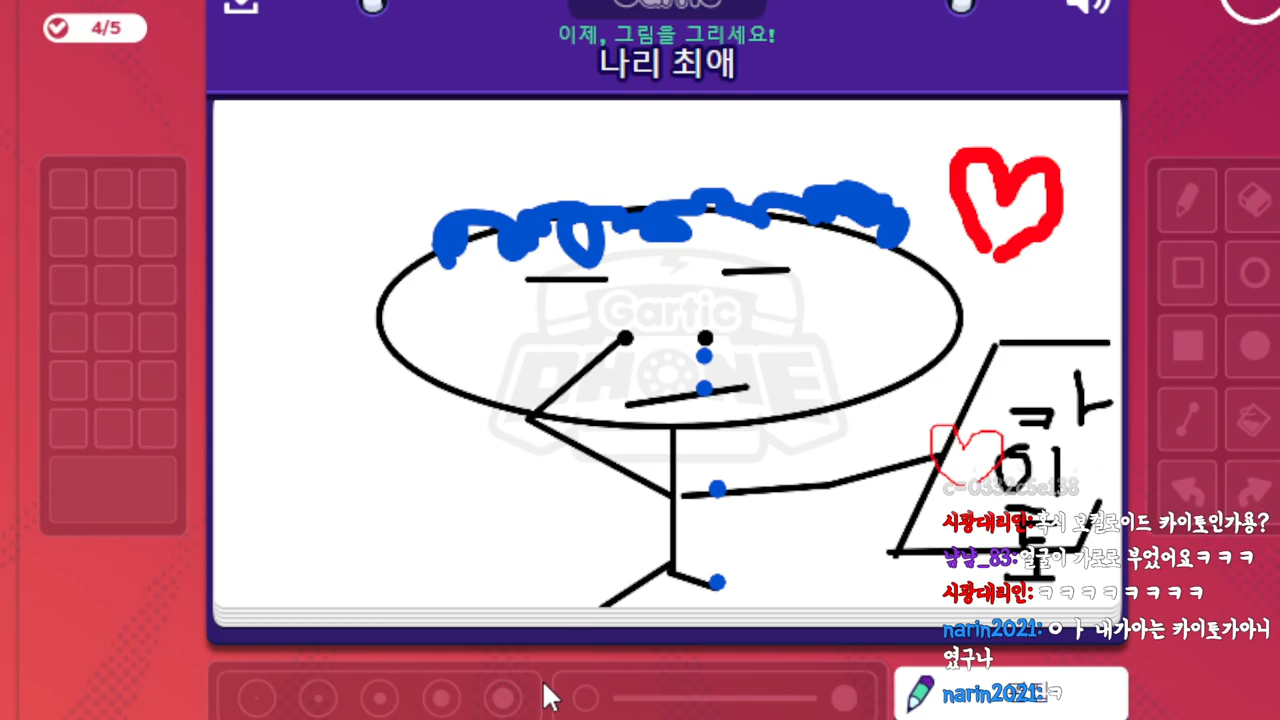 4/5
이제, 그림을 그리세요!
나리 최애
Gartic
PHONE
카
이
토
시광대리인:혹시 보컬로이드 카이토인가용?
냠냠_83:얼굴이 가로로 부었어요ㅋㅋㅋ
시광대리인:ㅋㅋㅋㅋㅋㅋㅋㅋ
narin2021:ㅇㅏ 내가아는 카이토가아니
였구나
narin2021:ㅋ